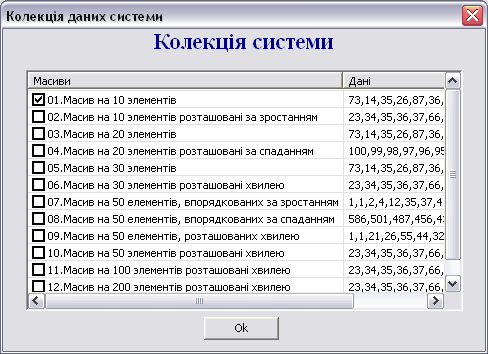 Колекція даних системи
Колекція системи
Масиви Дані
01.Масив на 10 элементів 73,14,35,26,87,36,
02.Масив на 10 элементів розташовані за зростанням 23,34,35,36,37,66,
03.Масив на 20 элементів 73,14,35,26,87,36,
04.Масив на 20 элементів розташовані за спаданням 100,99,98,97,96,95
05.Масив на 30 элементів 73,14,35,26,87,36,
06.Масив на 30 элементів розташовані хвилею 23,34,35,36,37,66,
07.Масив на 50 елементів, впорядкованих за зростанням 1,1,2,4,12,35,37,4
08.Масив на 50 елементів, впорядкованих за спаданням 586,501,487,456,43
09.Масив на 50 елементів, розташованих хвилею 1,1,21,26,55,44,32
10.Масив на 50 элементів розташовані хвилею 23,34,35,36,37,66,
11.Масив на 100 элементів розташовані хвилею 23,34,35,36,37,66,
12.Масив на 200 элементів розташовані хвилею 23,34,35,36,37,66,
Ok